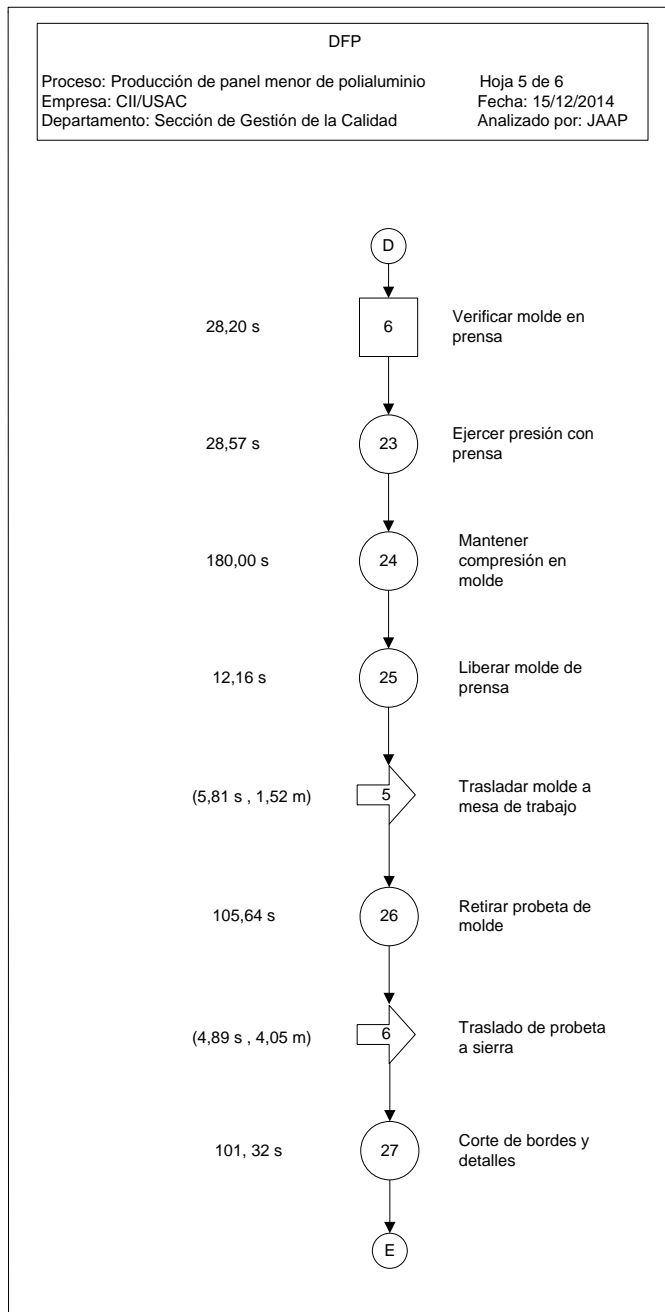 DFP
Proceso: Producción de panel menor de polialuminio Hoja 5 de 6
Empresa: CII/USAC Fecha: 15/12/2014
Departamento: Sección de Gestión de la Calidad Analizado por: JAAP
D
28,20 s
6
Verificar molde en
prensa
28,57 s
23
Ejercer presión con
prensa
180,00 s
24
Mantener
compresión en
molde
12,16 s
25
Liberar molde de
prensa
(5,81 s , 1,52 m)
5
Trasladar molde a
mesa de trabajo
105,64 s
26
Retirar probeta de
molde
(4,89 s , 4,05 m)
6
Traslado de probeta
a sierra
101, 32 s
27
Corte de bordes y
detalles
E